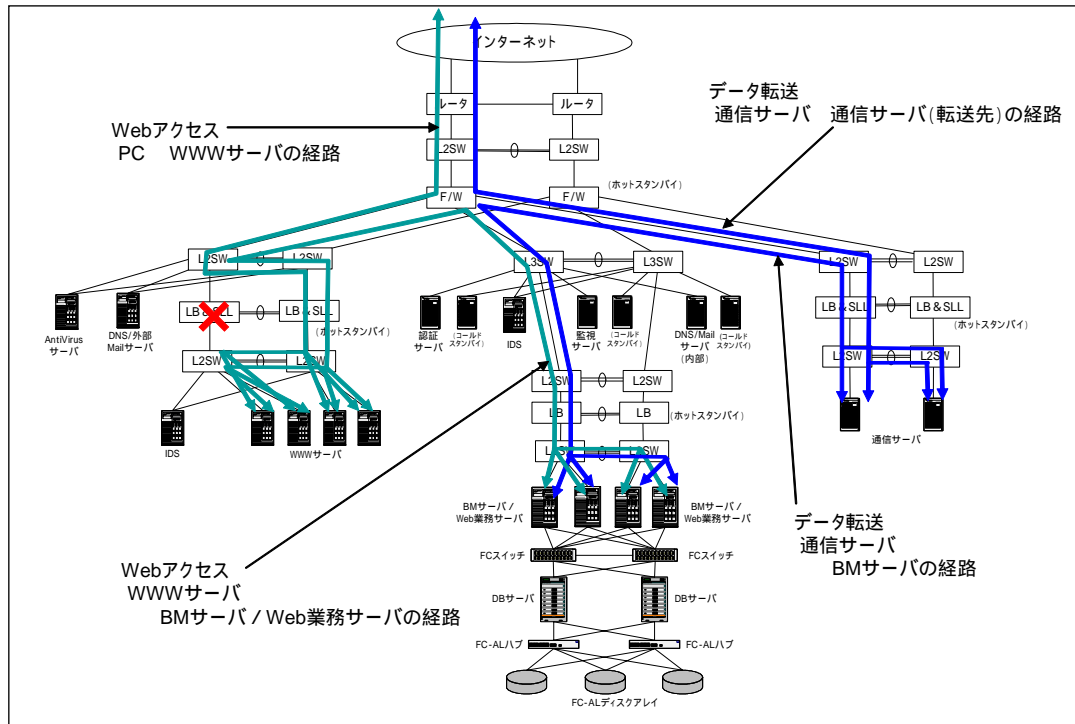 インターネット
ルータ
ルータ
データ転送
通信サーバ 通信サーバ(転送先)の経路
Webアクセス
PC WWWサーバの経路
L2SW
L2SW
(ホットスタンバイ)
F/W
F/W
L2SW
L2SW
L3SW
L3SW
L2SW
L2SW
LB&SLL
LB&SLL
(ホットスタンバイ)
LB&SLL
LB&SLL
(ホットスタンバイ)
AntiVirus
サーバ
DNS/外部
Mailサーバ
認証
サーバ
(コールド
スタンバイ)
IDS
監視
サーバ
(コールド
スタンバイ)
DNS/Mail
サーバ
(内部)
(コールド
スタンバイ)
L2SW
L2SW
L2SW
L2SW
L2SW
L2SW
LB
LB
(ホットスタンバイ)
IDS
WWWサーバ
通信サーバ
BMサーバ/
Web業務サーバ
BMサーバ/
Web業務サーバ
データ転送
通信サーバ
BMサーバの経路
FCスイッチ
FCスイッチ
Webアクセス
WWWサーバ
BMサーバ/Web業務サーバの経路
DBサーバ
DBサーバ
FC-ALハブ
FC-ALハブ
FC-ALディスクアレイ